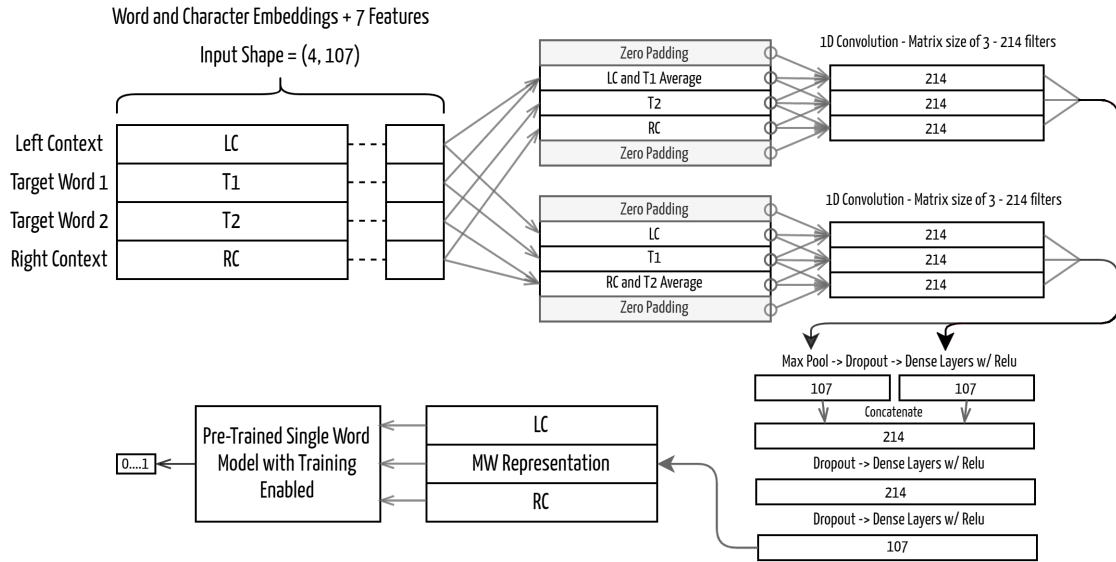 Word and Character Embeddings + 7 Features
Input Shape = (4, 107)
Left Context
LC
Target Word 1
T1
Target Word 2
T2
Right Context
RC
Zero Padding
LC and T1 Average
T2
RC
Zero Padding
1D Convolution - Matrix size of 3 - 214 filters
214
214
214
Zero Padding
LC
T1
RC and T2 Average
Zero Padding
1D Convolution - Matrix size of 3 - 214 filters
214
214
214
Max Pool -> Dropout -> Dense Layers w/ Relu
107
107
Concatenate
214
Dropout -> Dense Layers w/ Relu
214
Dropout -> Dense Layers w/ Relu
107
LC
MW Representation
RC
Pre-Trained Single Word
Model with Training
Enabled
0....1